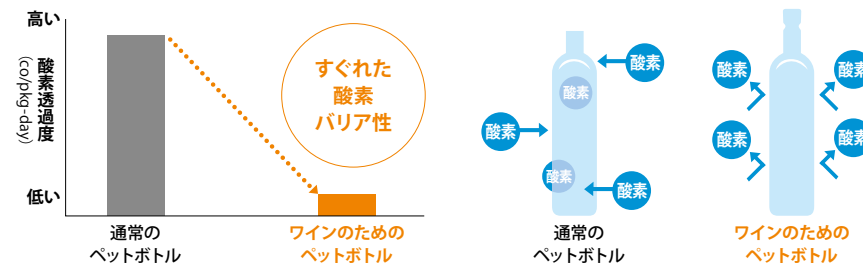 高い
酸素透過度
(cc/pkg-day)
低い
すぐれた
酸素
バリア性
通常の
ペットボトル
ワインのための
ペットボトル
酸素
酸素
酸素
酸素
酸素
通常の
ペットボトル
酸素
酸素
酸素
酸素
ワインのための
ペットボトル